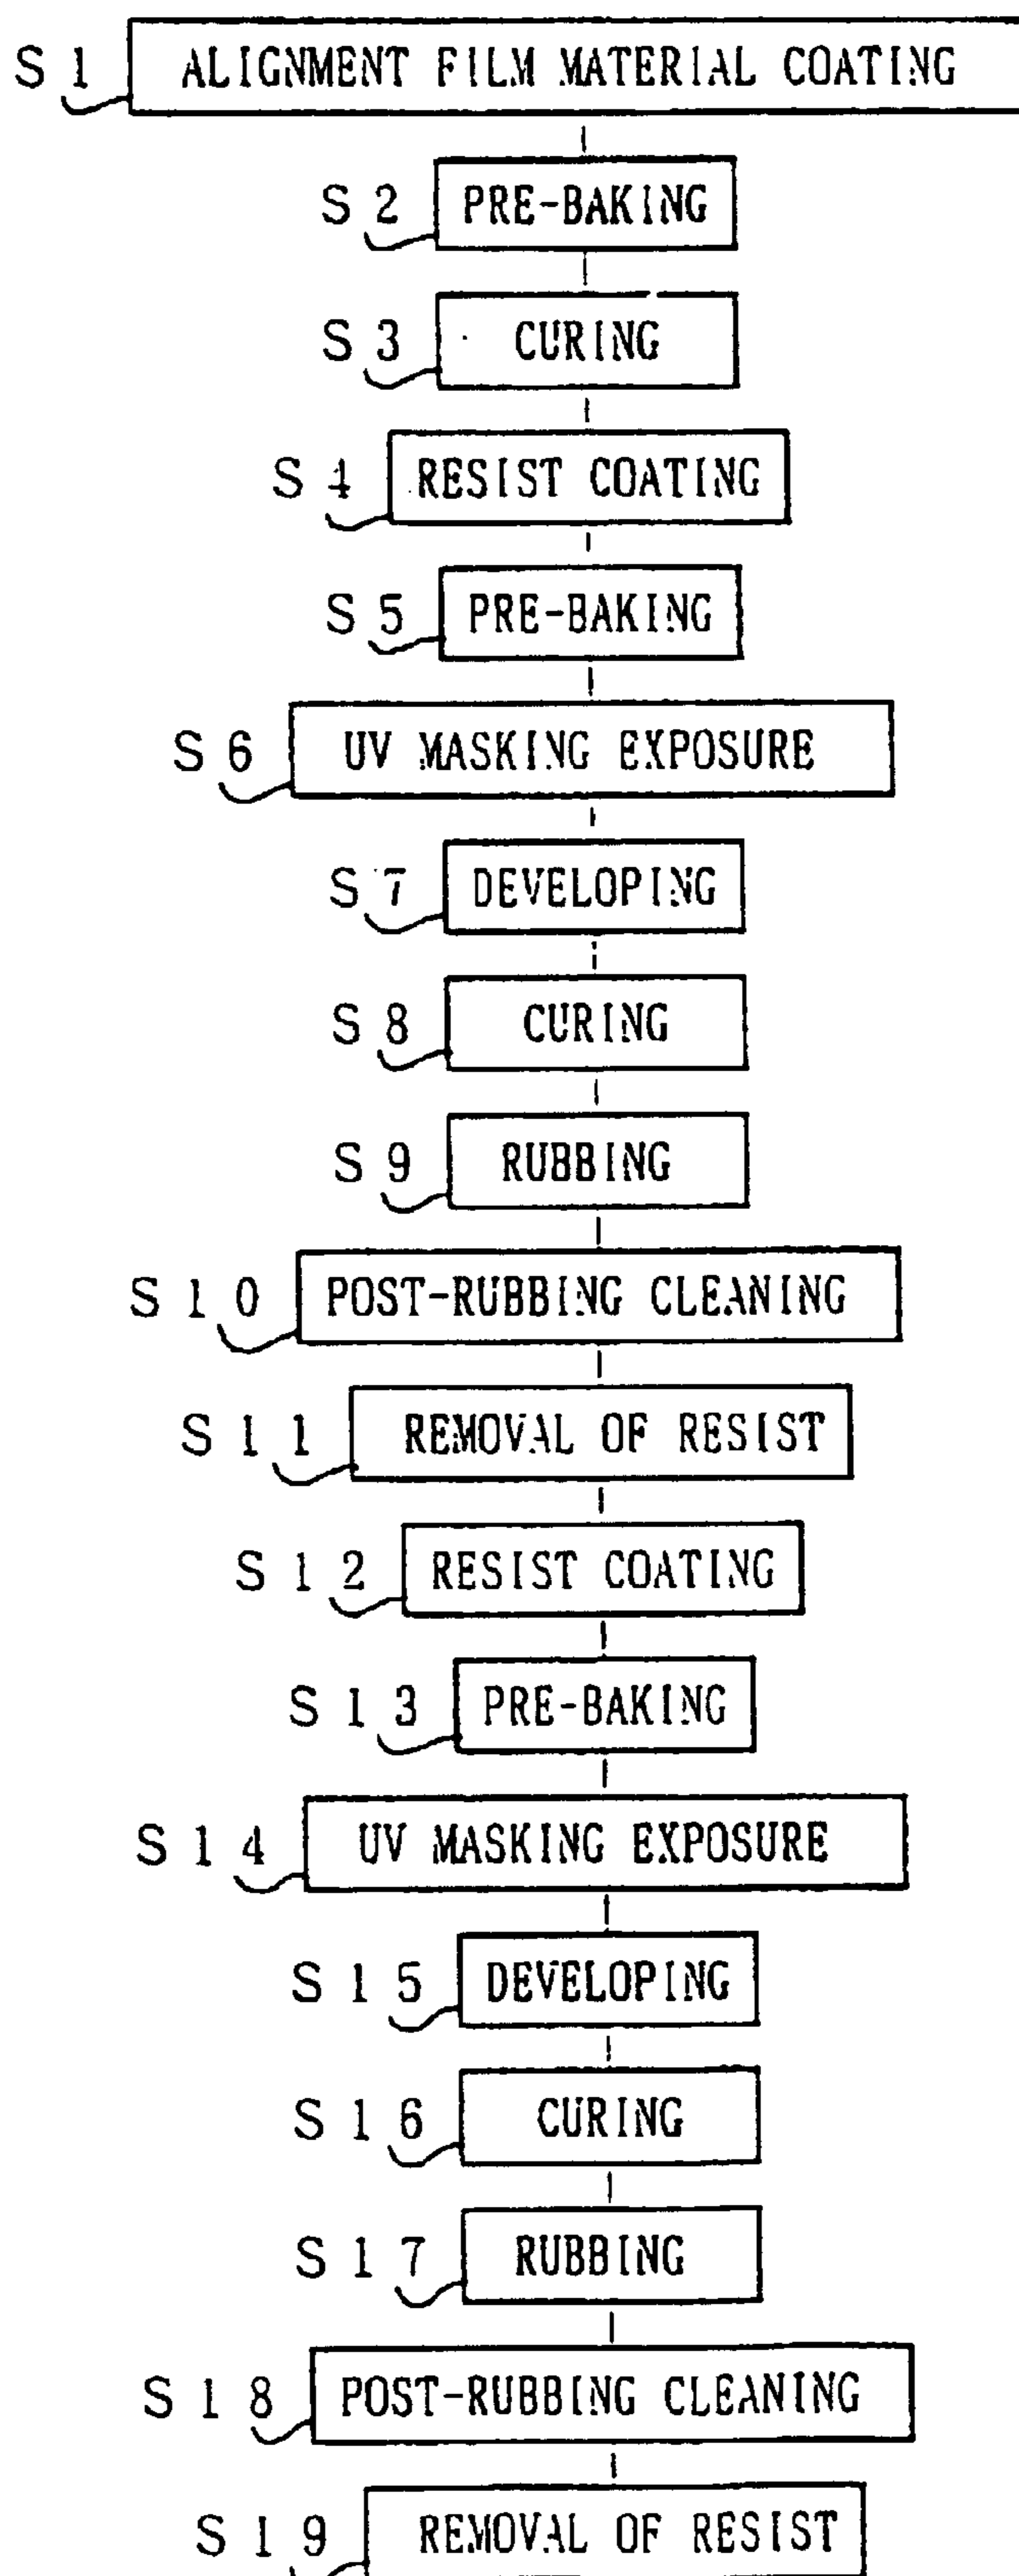 S1 ALIGNMENT FILM MATERIAL COATING
S2 PRE-BAKING
S3 CURING
S4 RESIST COATING
S5 PRE-BAKING
S6 UV MASKING EXPOSURE
S7 DEVELOPING
S8 CURING
S9 RUBBING
S10 POST-RUBBING CLEANING
S11 REMOVAL OF RESIST
S12 RESIST COATING
S13 PRE-BAKING
S14 UV MASKING EXPOSURE
S15 DEVELOPING
S16 CURING
S17 RUBBING
S18 POST-RUBBING CLEANING
S19 REMOVAL OF RESIST